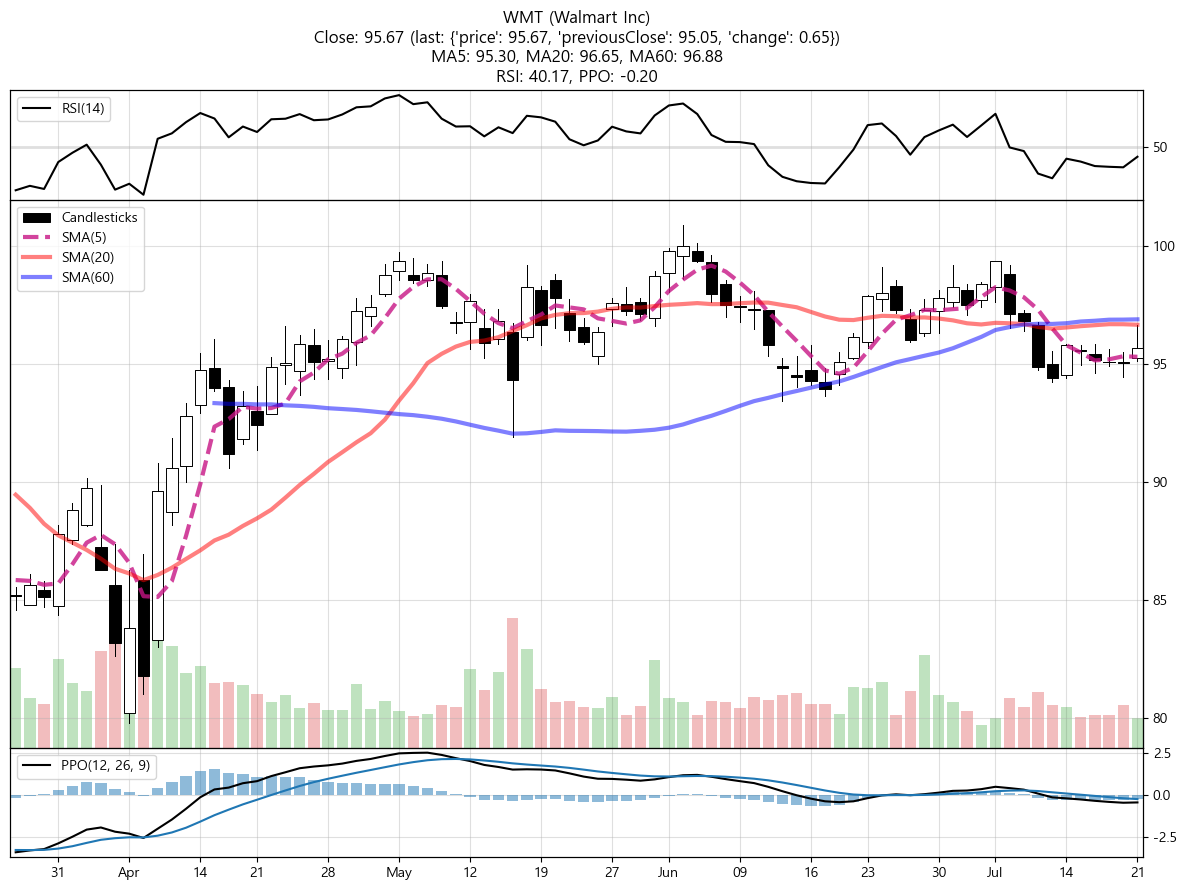 WMT (Walmart Inc)
Close: 95.67 (last: {'price': 95.67, 'previousClose': 95.05, 'change': 0.65})
MA5: 95.30, MA20: 96.65, MA60: 96.88
RSI: 40.17, PPO: -0.20
RSI(14)
50
Candlesticks
SMA(5)
SMA(20)
SMA(60)
100
95
90
85
80
PPO(12, 26, 9)
2.5
0.0
-2.5
31 Apr 14 21 28 May 12 19 27 Jun 09 16 23 30 Jul 14 21